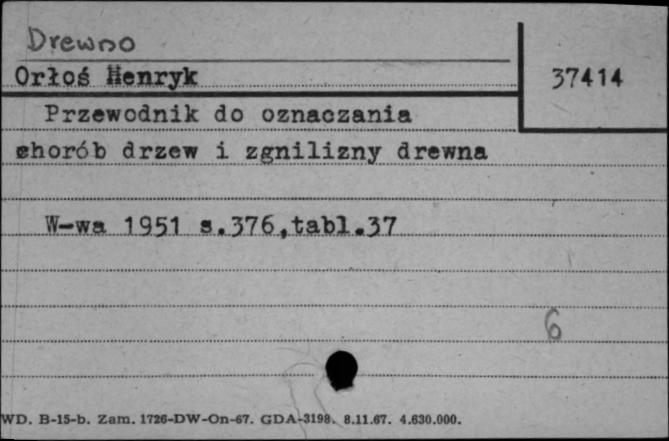 Drewno
Orłoś Henryk
37414
Przewodnik do oznaczania
chorób drzew i zgnilizny drewna
W-wa 1951 s.376,tabl.37
6
WD. B-15-b. Zam. 1726-DW-On-67. GDA-3198. 8.11.67. 4.630.000.